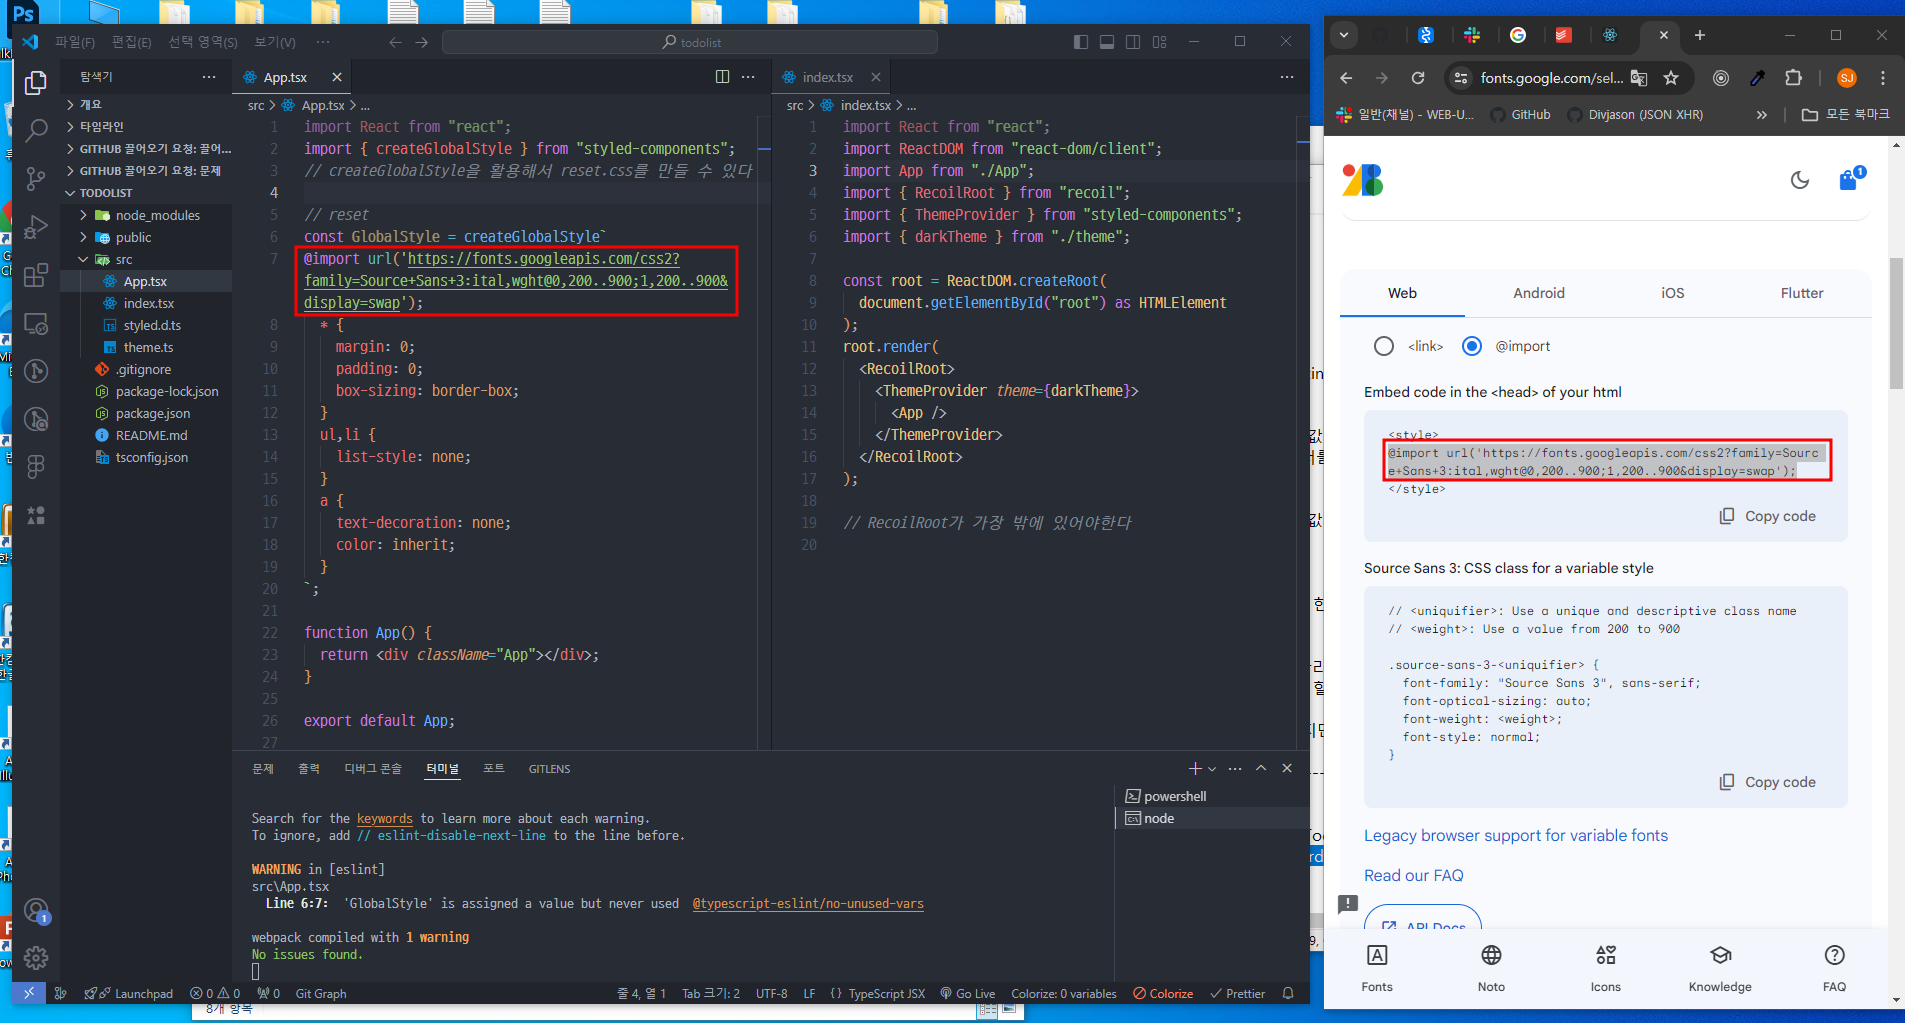 파일(F) 편집(E) 선택 영역(S) 보기(V) ···
todolist
탐색기
개요
타임라인
GITHUB 끌어오기 요청: 끌어...
GITHUB 끌어오기 요청: 문제
TODOLIST
node_modules
public
src
App.tsx
index.tsx
styled.d.ts
theme.ts
.gitignore
package-lock.json
package.json
README.md
tsconfig.json
App.tsx
src > App.tsx > ...
1 import React from "react";
2 import { createGlobalStyle } from "styled-components";
3 // createGlobalStyle을 활용해서 reset.css를 만들 수 있다
4
5 // reset
6 const GlobalStyle = createGlobalStyle`
7 @import url('https://fonts.googleapis.com/css2?
family=Source+Sans+3:ital,wght@0,200..900;1,200..900&
display=swap');
8 * {
9 margin: 0;
10 padding: 0;
11 box-sizing: border-box;
12 }
13 ul,li {
14 list-style: none;
15 }
16 a {
17 text-decoration: none;
18 color: inherit;
19 }
20 `;
21
22 function App() {
23 return <div className="App"></div>;
24 }
25
26 export default App;
27
index.tsx
src > index.tsx > ...
1 import React from "react";
2 import ReactDOM from "react-dom/client";
3 import App from "./App";
4 import { RecoilRoot } from "recoil";
5 import { ThemeProvider } from "styled-components";
6 import { darkTheme } from "./theme";
7
8 const root = ReactDOM.createRoot(
9 document.getElementById("root") as HTMLElement
10 );
11 root.render(
12 <RecoilRoot>
13 <ThemeProvider theme={darkTheme}>
14 <App />
15 </ThemeProvider>
16 </RecoilRoot>
17 );
18
19 // RecoilRoot가 가장 밖에 있어야한다
20
문제 출력 디버그 콘솔 터미널 포트 GITLENS
Search for the keywords to learn more about each warning.
To ignore, add // eslint-disable-next-line to the line before.
WARNING in [eslint]
src\App.tsx
Line 6:7: 'GlobalStyle' is assigned a value but never used @typescript-eslint/no-unused-vars
webpack compiled with 1 warning
No issues found.
powershell
node
1
Launchpad 0 0 0 Git Graph
줄 4, 열 1 Tab 크기: 2 UTF-8 LF {} TypeScript JSX Go Live Colorize: 0 variables Colorize Prettier
8개 항목
Ps
fonts.google.com/sel...
SJ
일반(채널) - WEB-U... GitHub Divjason (JSON XHR) » 모든 북마크
1
Web Android iOS Flutter
<link> @import
Embed code in the <head> of your html
<style>
@import url('https://fonts.googleapis.com/css2?family=Sourc
e+Sans+3:ital,wght@0,200..900;1,200..900&display=swap');
</style>
Copy code
Source Sans 3: CSS class for a variable style
// <uniquifier>: Use a unique and descriptive class name
// <weight>: Use a value from 200 to 900
.source-sans-3-<uniquifier> {
font-family: "Source Sans 3", sans-serif;
font-optical-sizing: auto;
font-weight: <weight>;
font-style: normal;
}
Copy code
Legacy browser support for variable fonts
Read our FAQ
API Docs
Fonts Noto Icons Knowledge FAQ